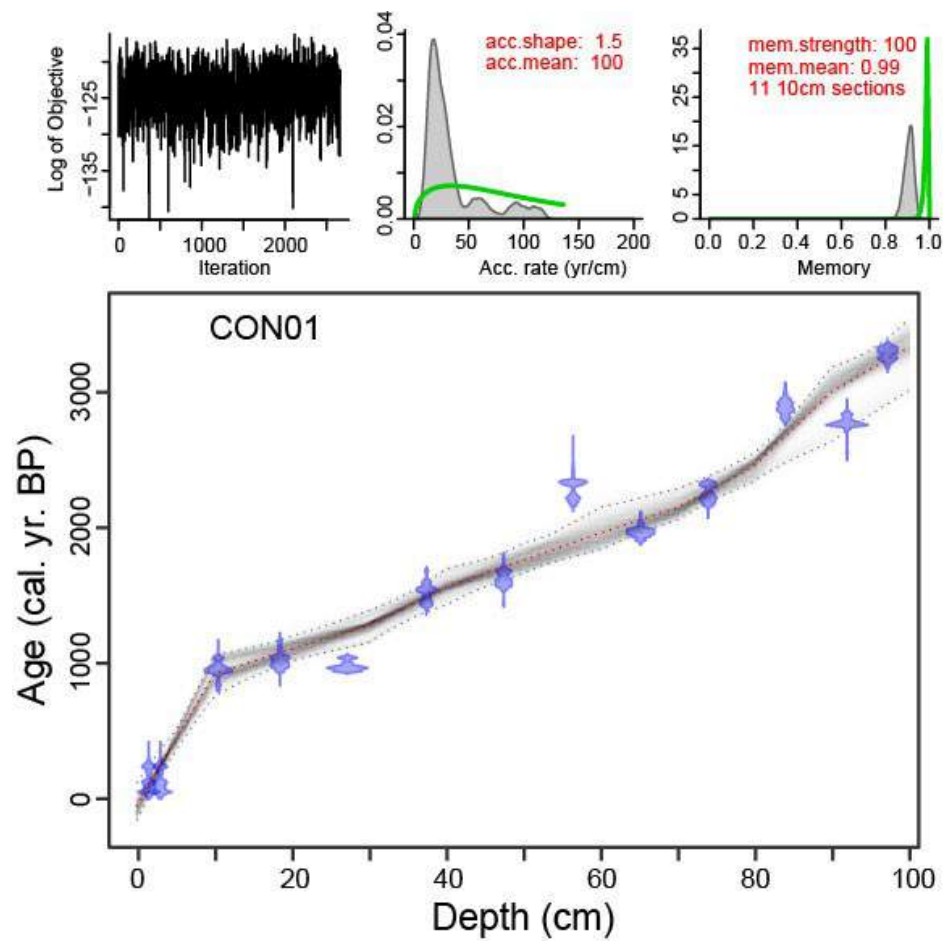 Log of Objective
−125
−135
0
1000
2000
Iteration
0.04
0.02
0.00
acc.shape: 1.5
acc.mean: 100
0
50
100
150
200
Acc. rate (yr/cm)
35
25
15
5
0
mem.strength: 100
mem.mean: 0.99
11 10cm sections
0.0
0.2
0.4
0.6
0.8
1.0
Memory
CON01
Age (cal. yr. BP)
3000
2000
1000
0
0
20
40
60
80
100
Depth (cm)